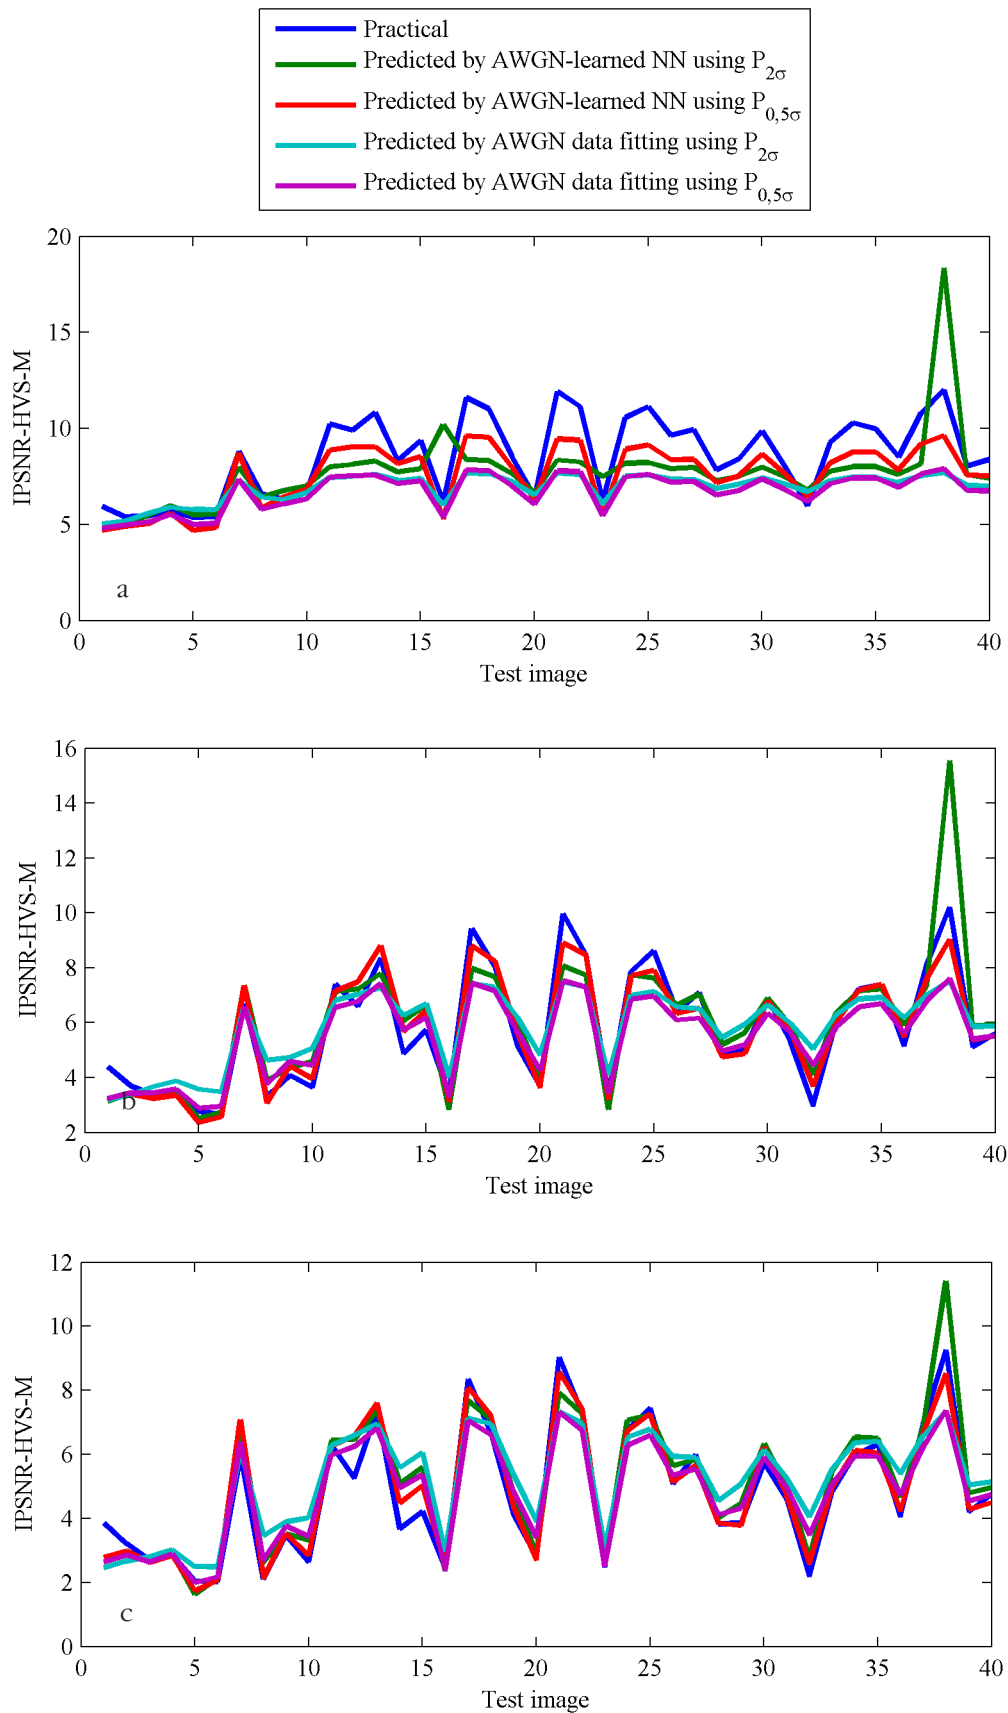 Practical
Predicted by AWGN-learned NN using P2σ
Predicted by AWGN-learned NN using P0,5σ
Predicted by AWGN data fitting using P2σ
Predicted by AWGN data fitting using P0,5σ
20
15
10
5
0
IPSNR-HVS-M
a
0 5 10 15 20 25 30 35 40
Test image
16
14
12
10
8
6
4
2
IPSNR-HVS-M
b
0 5 10 15 20 25 30 35 40
Test image
12
10
8
6
4
2
0
IPSNR-HVS-M
c
0 5 10 15 20 25 30 35 40
Test image